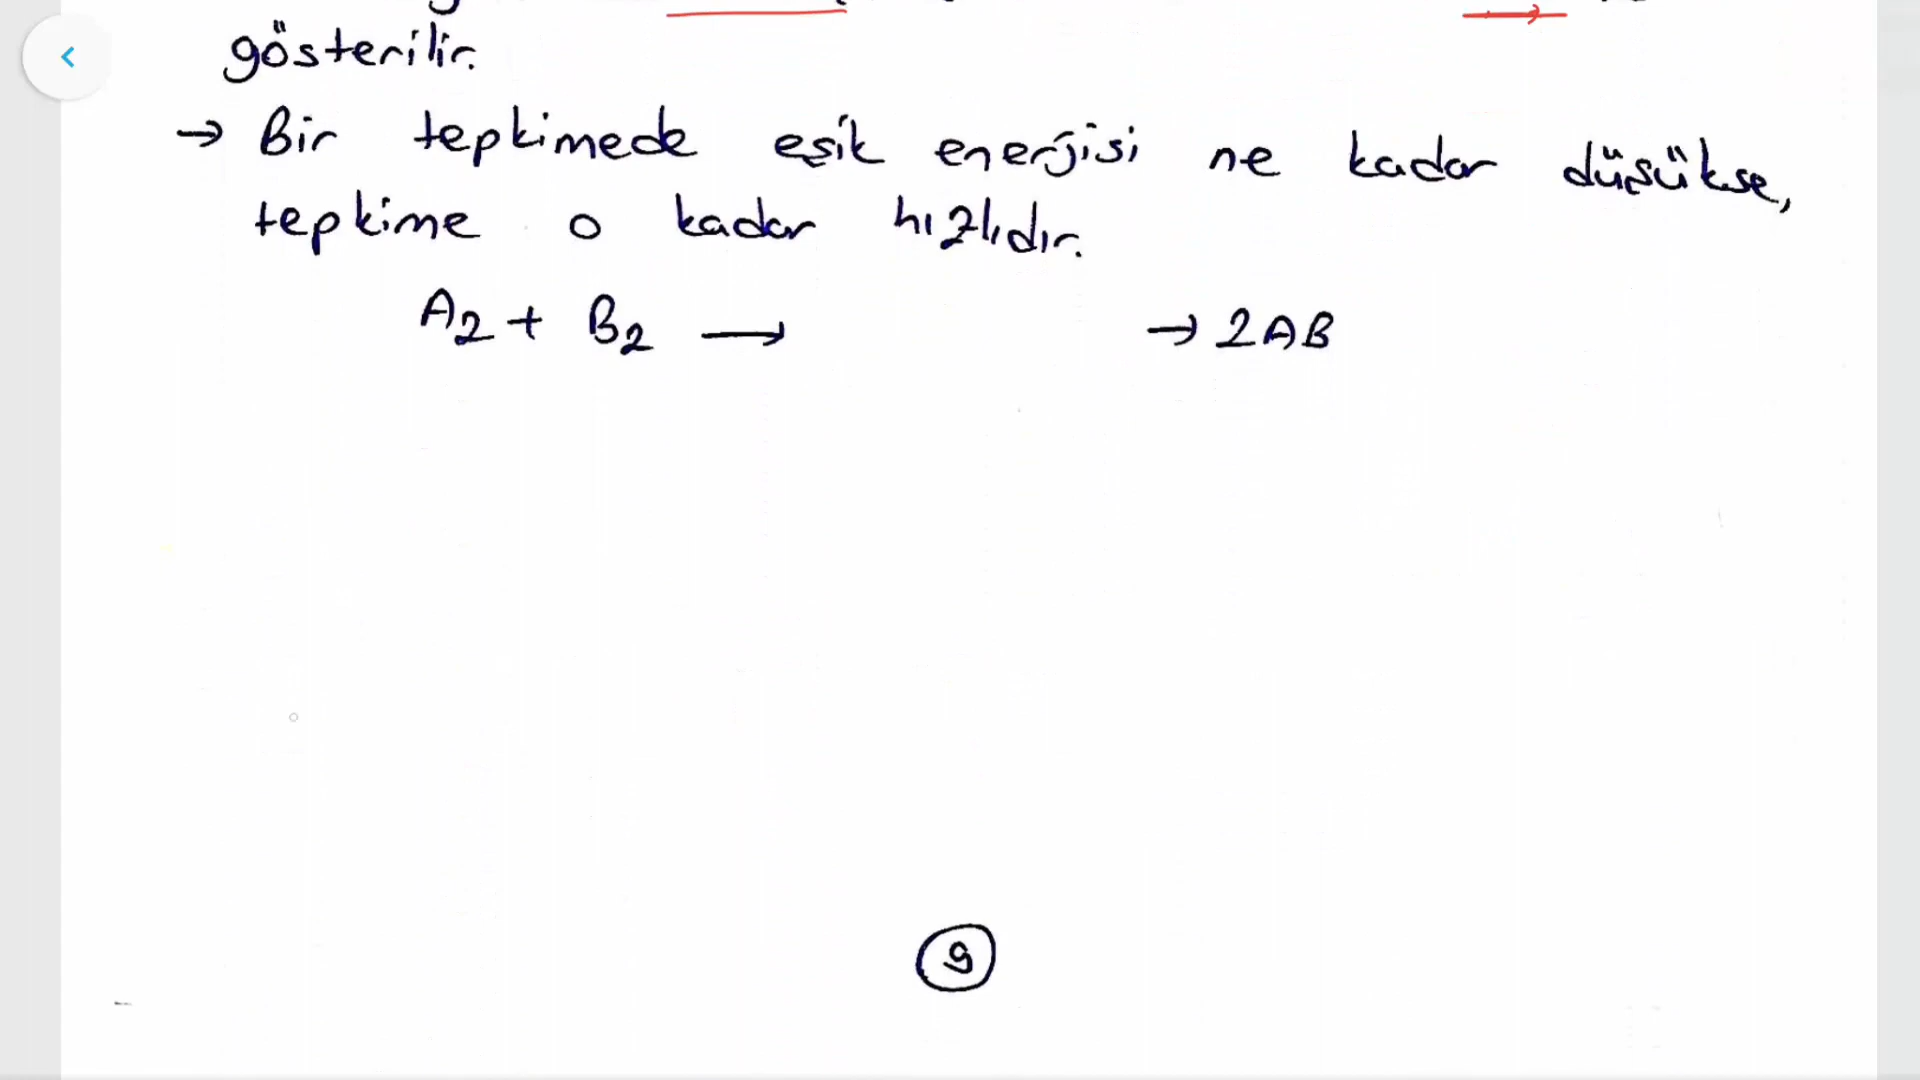 gösterilir.
→ Bir tepkimede eşik enerjisi ne kadar düşükse,
tepkime o kadar hızlıdır.
A2 + B2 → → 2AB
9